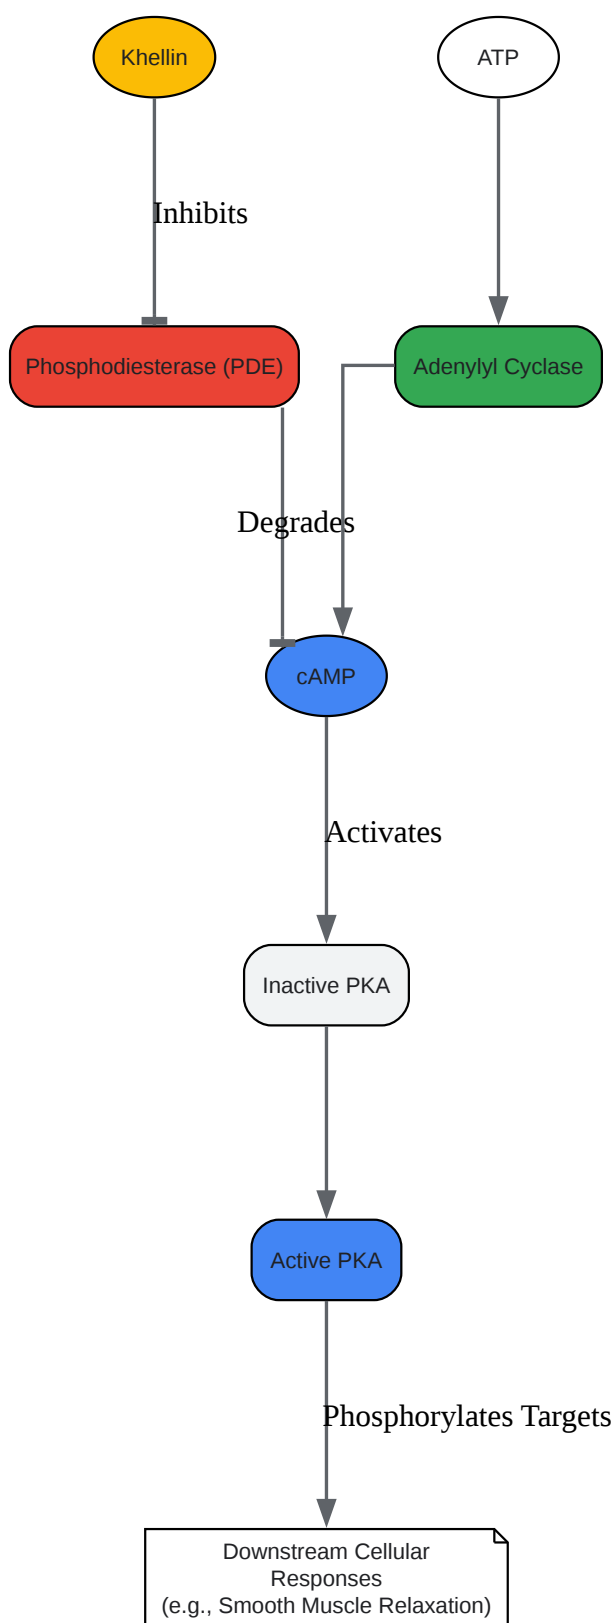 Khellin
ATP
Inhibits
Phosphodiesterase (PDE)
Adenylyl Cyclase
Degrades
cAMP
Activates
Inactive PKA
Active PKA
Phosphorylates Targets
Downstream Cellular
Responses
(e.g., Smooth Muscle Relaxation)